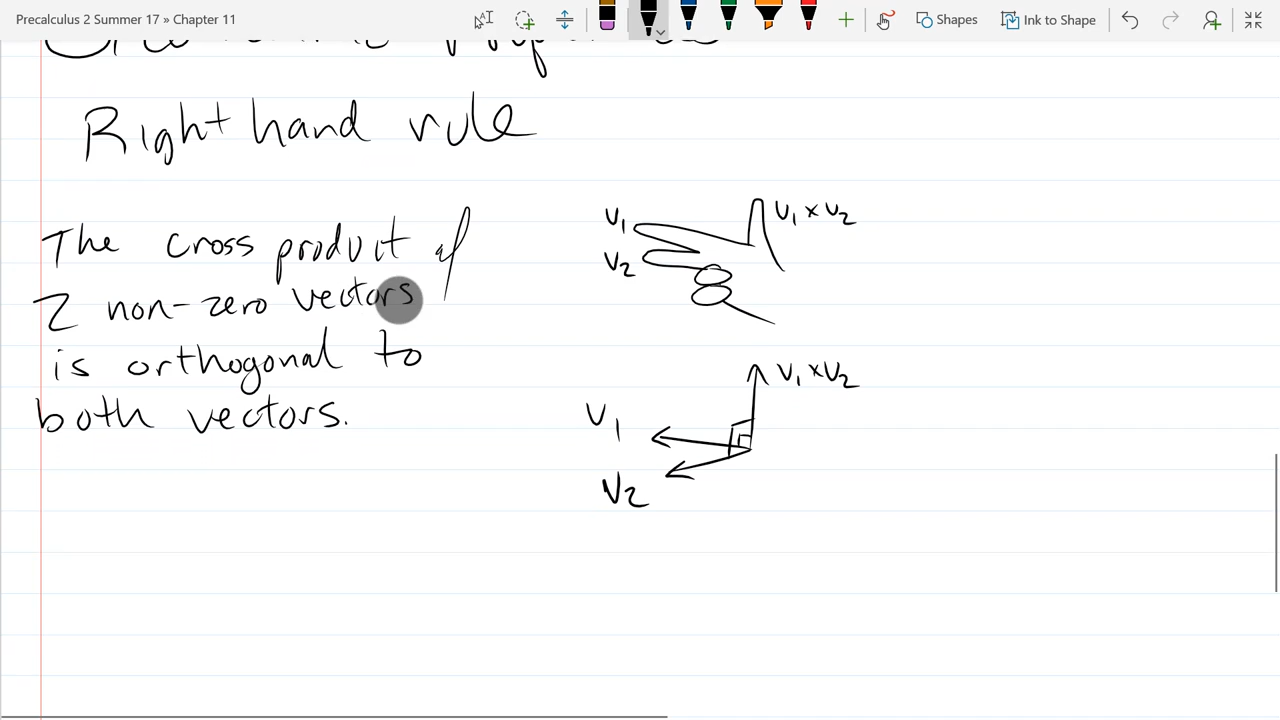 Precalculus 2 Summer 17 » Chapter 11
Shapes
Ink to Shape
Right hand rule
The cross product of
2 non-zero vectors
is orthogonal to
both vectors.
V1
V1 × V2
V2
V1 × V2
V1
V2